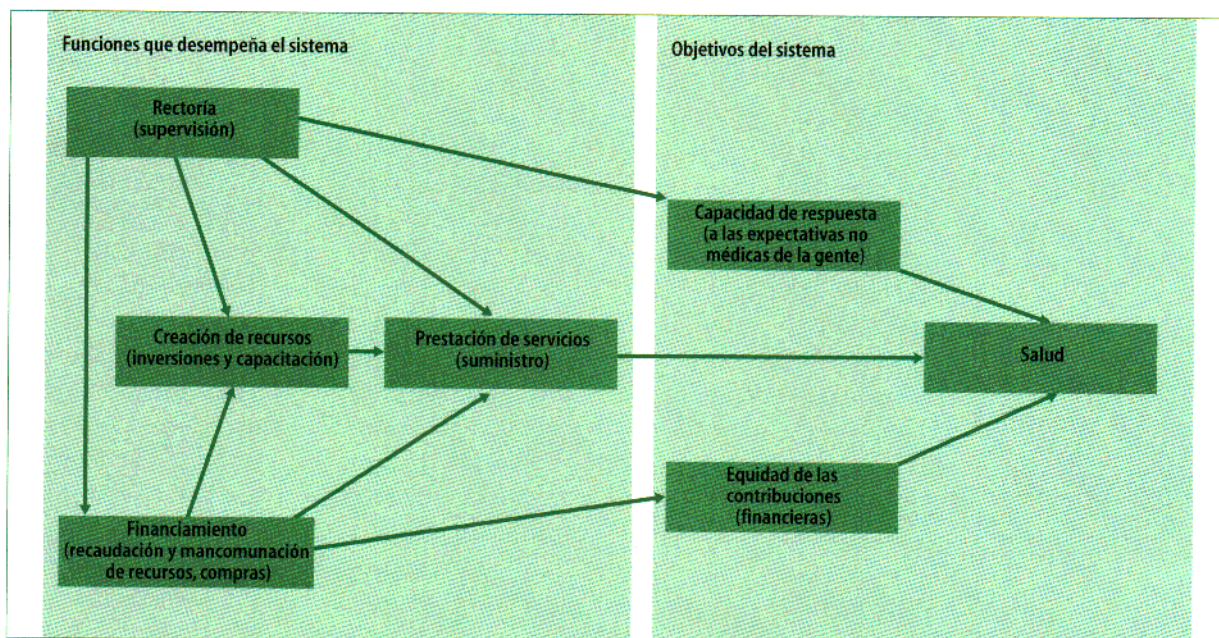 Funciones que desempeña el sistema
Objetivos del sistema
Rectoría
(supervisión)
Capacidad de respuesta
(a las expectativas no
médicas de la gente)
Creación de recursos
(inversiones y capacitación)
Prestación de servicios
(suministro)
Salud
Equidad de las
contribuciones
(financieras)
Financiamiento
(recaudación y mancomunación
de recursos, compras)